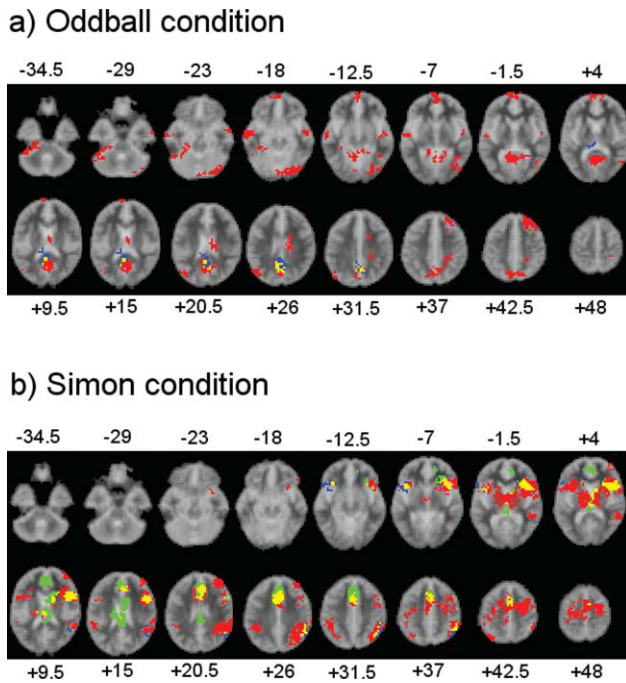 a) Oddball condition
-34.5 -29 -23 -18 -12.5 -7 -1.5 +4
+9.5 +15 +20.5 +26 +31.5 +37 +42.5 +48
b) Simon condition
-34.5 -29 -23 -18 -12.5 -7 -1.5 +4
+9.5 +15 +20.5 +26 +31.5 +37 +42.5 +48